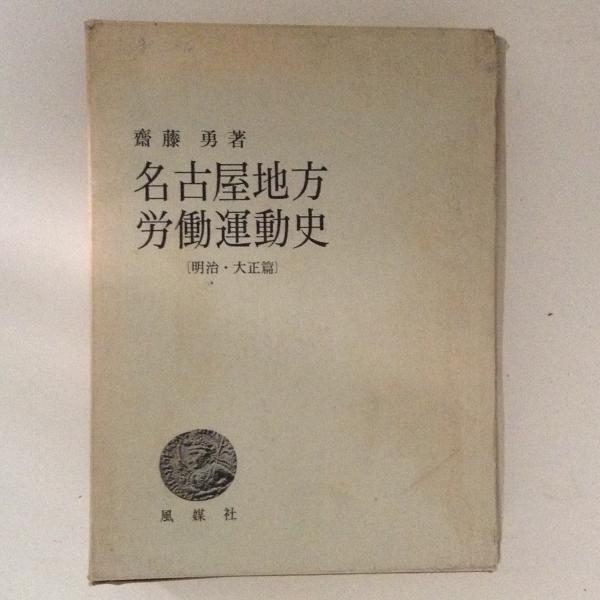 齋藤 勇著
名古屋地方
労働運動史
〔明治・大正篇〕
風媒社